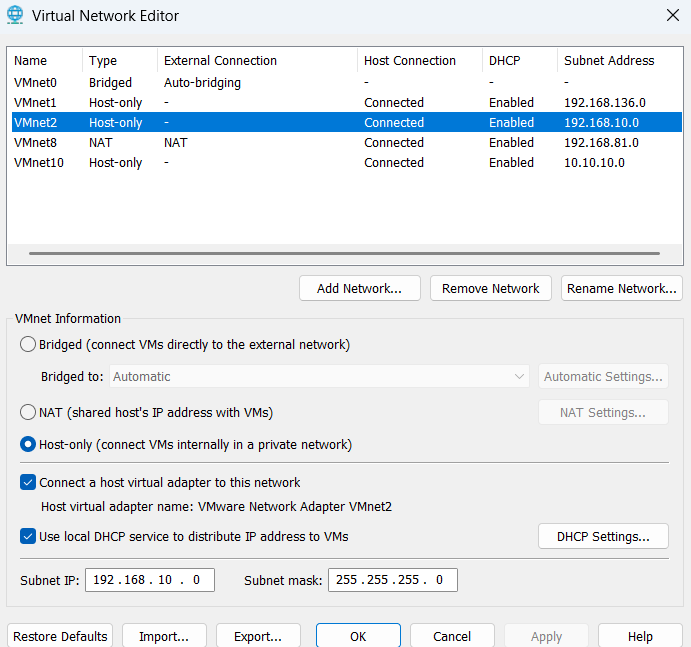 Virtual Network Editor
Name Type External Connection Host Connection DHCP Subnet Address
VMnet0 Bridged Auto-bridging - - -
VMnet1 Host-only - Connected Enabled 192.168.136.0
VMnet2 Host-only - Connected Enabled 192.168.10.0
VMnet8 NAT NAT Connected Enabled 192.168.81.0
VMnet10 Host-only - Connected Enabled 10.10.10.0
Add Network... Remove Network Rename Network...
VMnet Information
Bridged (connect VMs directly to the external network)
Bridged to: Automatic Automatic Settings...
NAT (shared host's IP address with VMs) NAT Settings...
Host-only (connect VMs internally in a private network)
Connect a host virtual adapter to this network
Host virtual adapter name: VMware Network Adapter VMnet2
Use local DHCP service to distribute IP address to VMs DHCP Settings...
Subnet IP: 192 . 168 . 10 . 0 Subnet mask: 255 . 255 . 255 . 0
Restore Defaults Import... Export... OK Cancel Apply Help